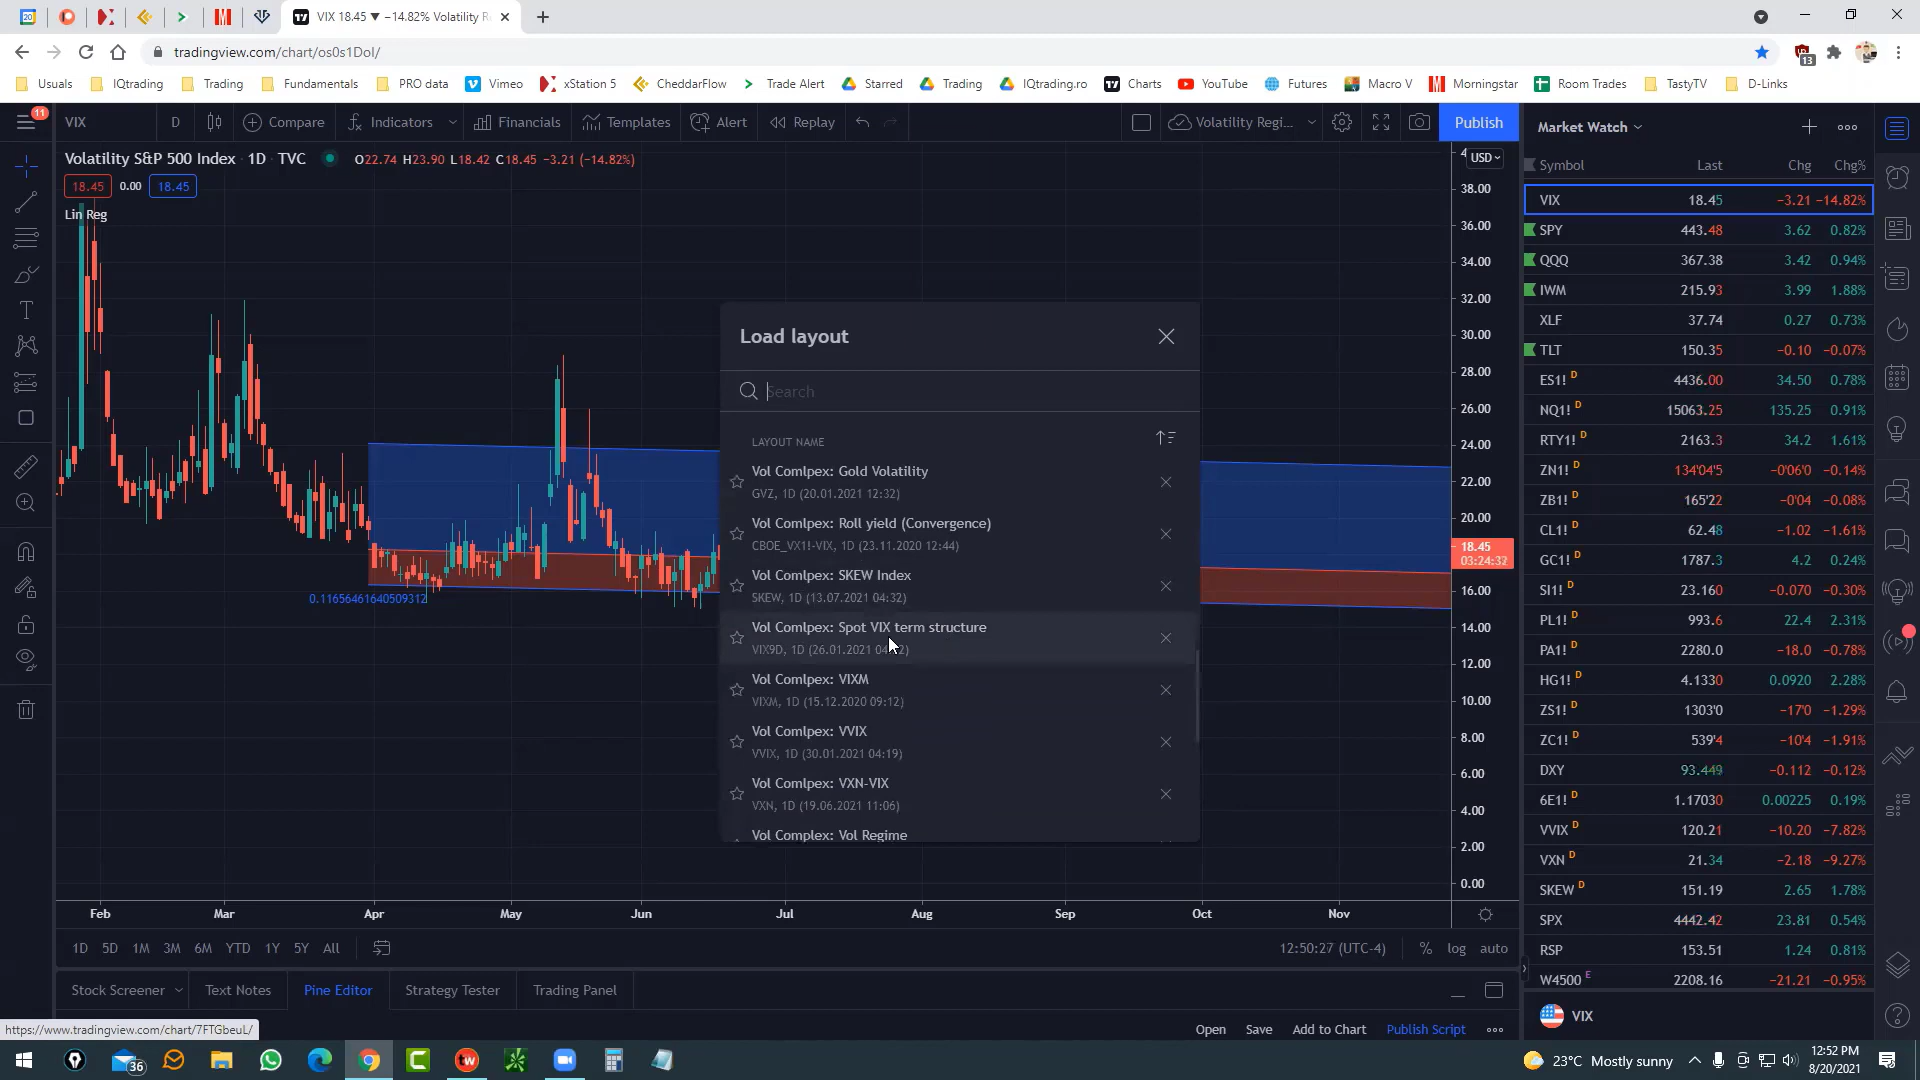 20
VIX 18.45 ▼ −14.82% Volatility R
tradingview.com/chart/os0s1DoI/
13
Usuals
IQtrading
Trading
Fundamentals
PRO data
Vimeo
xStation 5
CheddarFlow
Trade Alert
Starred
Trading
IQtrading.ro
Charts
YouTube
Futures
Macro V
Morningstar
Room Trades
TastyTV
D-Links
11
VIX
D
Compare
Indicators
Financials
Templates
Alert
Replay
Volatility Regi...
Publish
Volatility S&P 500 Index · 1D · TVC O22.74 H23.90 L18.42 C18.45 −3.21 (−14.82%)
18.45 0.00 18.45
Lin Reg
0.11656461640509312
USD
38.00
36.00
34.00
32.00
30.00
28.00
26.00
24.00
22.00
20.00
18.45
03:24:32
16.00
14.00
12.00
10.00
8.00
6.00
4.00
2.00
0.00
Load layout
Search
LAYOUT NAME
Vol Comlpex: Gold Volatility
GVZ, 1D (20.01.2021 12:32)
Vol Comlpex: Roll yield (Convergence)
CBOE_VX1!-VIX, 1D (23.11.2020 12:44)
Vol Comlpex: SKEW Index
SKEW, 1D (13.07.2021 04:32)
Vol Comlpex: Spot VIX term structure
VIX9D, 1D (26.01.2021
Vol Comlpex: VIXM
VIXM, 1D (15.12.2020 09:12)
Vol Comlpex: VVIX
VVIX, 1D (30.01.2021 04:19)
Vol Comlpex: VXN-VIX
VXN, 1D (19.06.2021 11:06)
Vol Complex: Vol Regime
Feb Mar Apr May Jun Jul Aug Sep Oct Nov
1D 5D 1M 3M 6M YTD 1Y 5Y All
12:50:27 (UTC-4) % log auto
Stock Screener
Text Notes
Pine Editor
Strategy Tester
Trading Panel
Open Save Add to Chart Publish Script
https://www.tradingview.com/chart/7FTGbeuL/
Market Watch
Symbol Last Chg Chg%
VIX 18.45 −3.21 −14.82%
SPY 443.48 3.62 0.82%
QQQ 367.38 3.42 0.94%
IWM 215.93 3.99 1.88%
XLF 37.74 0.27 0.73%
TLT 150.35 −0.10 −0.07%
ES1! D 4436.00 34.50 0.78%
NQ1! D 15063.25 135.25 0.91%
RTY1! D 2163.3 34.2 1.61%
ZN1! D 134'04'5 −0'06'0 −0.14%
ZB1! D 165'22 −0'04 −0.08%
CL1! D 62.48 −1.02 −1.61%
GC1! D 1787.3 4.2 0.24%
SI1! D 23.160 −0.070 −0.30%
PL1! D 993.6 22.4 2.31%
PA1! D 2280.0 −18.0 −0.78%
HG1! D 4.1330 0.0920 2.28%
ZS1! D 1303'0 −17'0 −1.29%
ZC1! D 539'4 −10'4 −1.91%
DXY 93.449 −0.112 −0.12%
6E1! D 1.17030 0.00225 0.19%
VVIX D 120.21 −10.20 −7.82%
VXN D 21.34 −2.18 −9.27%
SKEW D 151.19 2.65 1.78%
SPX 4442.42 23.81 0.54%
RSP 153.51 1.24 0.81%
W4500 E 2208.16 −21.21 −0.95%
VIX
36
23°C Mostly sunny
12:52 PM
8/20/2021